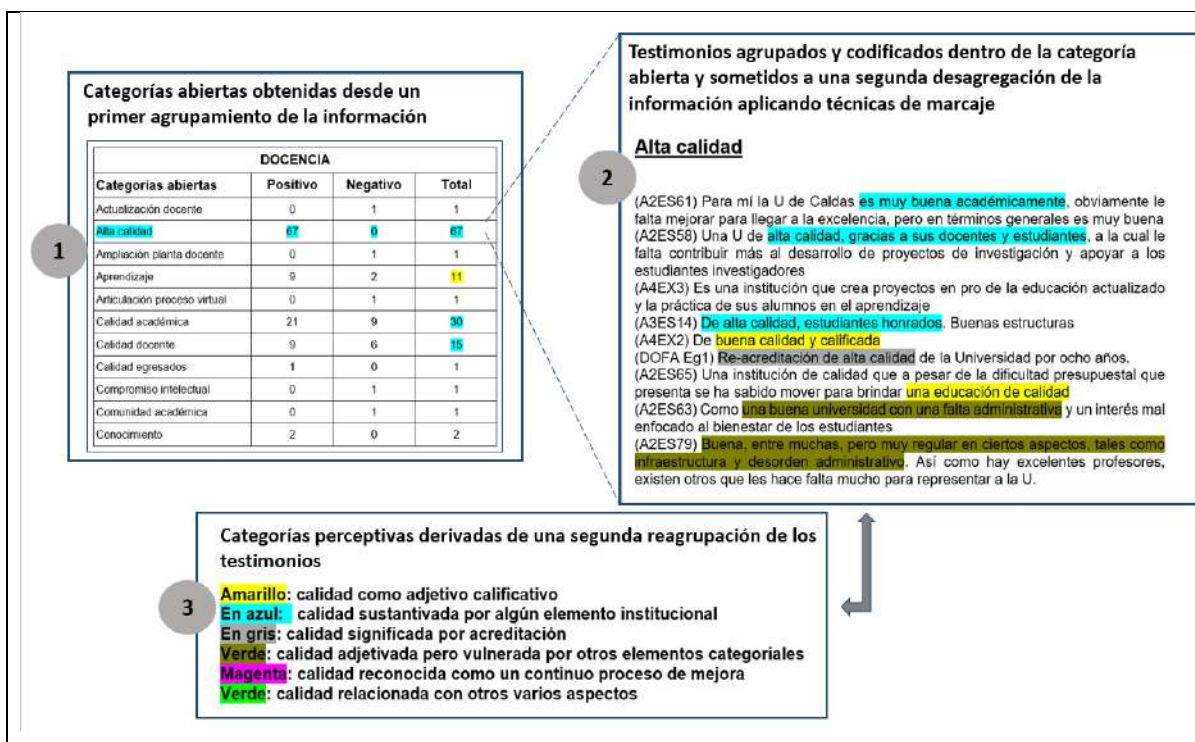 Categorías abiertas obtenidas desde un
primer agrupamiento de la información
1
DOCENCIA
Categorías abiertas Positivo Negativo Total
Actualización docente 0 1 1
Alta calidad 67 0 67
Ampliación planta docente 0 1 1
Aprendizaje 9 2 11
Articulación proceso virtual 0 1 1
Calidad académica 21 9 30
Calidad docente 9 6 15
Calidad egresados 1 0 1
Compromiso intelectual 0 1 1
Comunidad académica 0 1 1
Conocimiento 2 0 2
Testimonios agrupados y codificados dentro de la categoría
abierta y sometidos a una segunda desagregación de la
información aplicando técnicas de marcaje
2
Alta calidad
(A2ES61) Para mí la U de Caldas es muy buena académicamente, obviamente le
falta mejorar para llegar a la excelencia, pero en términos generales es muy buena
(A2ES58) Una U de alta calidad, gracias a sus docentes y estudiantes, a la cual le
falta contribuir más al desarrollo de proyectos de investigación y apoyar a los
estudiantes investigadores
(A4EX3) Es una institución que crea proyectos en pro de la educación actualizado
y la práctica de sus alumnos en el aprendizaje
(A3ES14) De alta calidad, estudiantes honrados. Buenas estructuras
(A4EX2) De buena calidad y calificada
(DOFA Eg1) Re-acreditación de alta calidad de la Universidad por ocho años.
(A2ES65) Una institución de calidad que a pesar de la dificultad presupuestal que
presenta se ha sabido mover para brindar una educación de calidad
(A2ES63) Como una buena universidad con una falta administrativa y un interés mal
enfocado al bienestar de los estudiantes
(A2ES79) Buena, entre muchas, pero muy regular en ciertos aspectos, tales como
infraestructura y desorden administrativo. Así como hay excelentes profesores,
existen otros que les hace falta mucho para representar a la U.
Categorías perceptivas derivadas de una segunda reagrupación de los
testimonios
3
Amarillo: calidad como adjetivo calificativo
En azul: calidad sustantivada por algún elemento institucional
En gris: calidad significada por acreditación
Verde: calidad adjetivada pero vulnerada por otros elementos categoriales
Magenta: calidad reconocida como un continuo proceso de mejora
Verde: calidad relacionada con otros varios aspectos